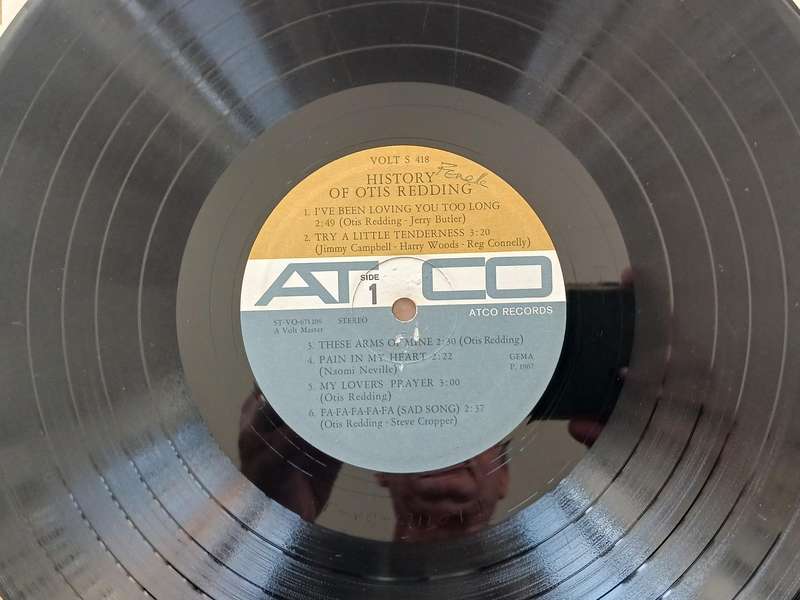 VOLT S 418
HISTORY
OF OTIS REDDING
1. I'VE BEEN LOVING YOU TOO LONG
2:49 (Otis Redding - Jerry Butler)
2. TRY A LITTLE TENDERNESS 3:20
(Jimmy Campbell - Harry Woods - Reg Connelly)
ATCO
SIDE
1
ATCO RECORDS
STEREO
A Volt Master
3. THESE ARMS OF MINE 2:30 (Otis Redding)
4. PAIN IN MY HEART 2:22
(Naomi Neville)
GEMA
P. 1967
5. MY LOVER'S PRAYER 3:00
(Otis Redding)
6. FA-FA-FA-FA-FA (SAD SONG) 2:37
(Otis Redding - Steve Cropper)